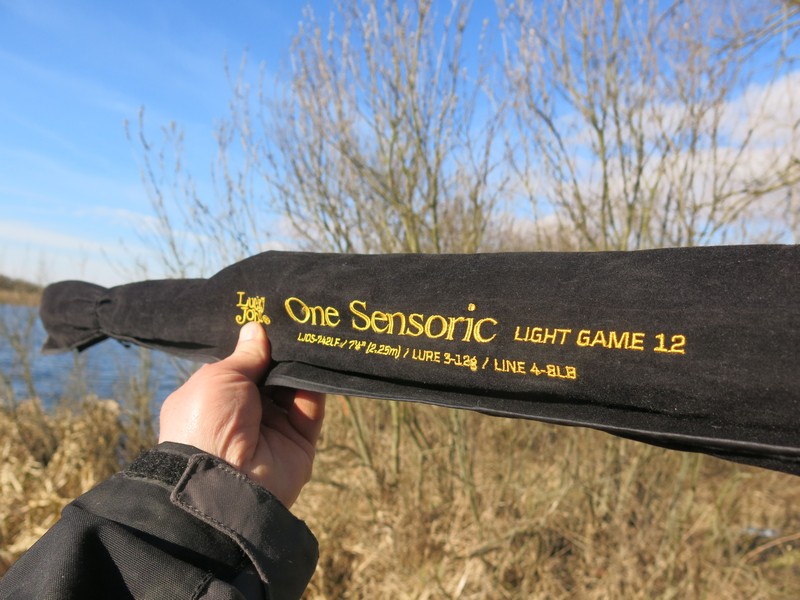 Lucky
John
One Sensoric LIGHT GAME 12
LJOS-742LF / 7'4" (2.25m) / LURE 3-12g / LINE 4-8LB